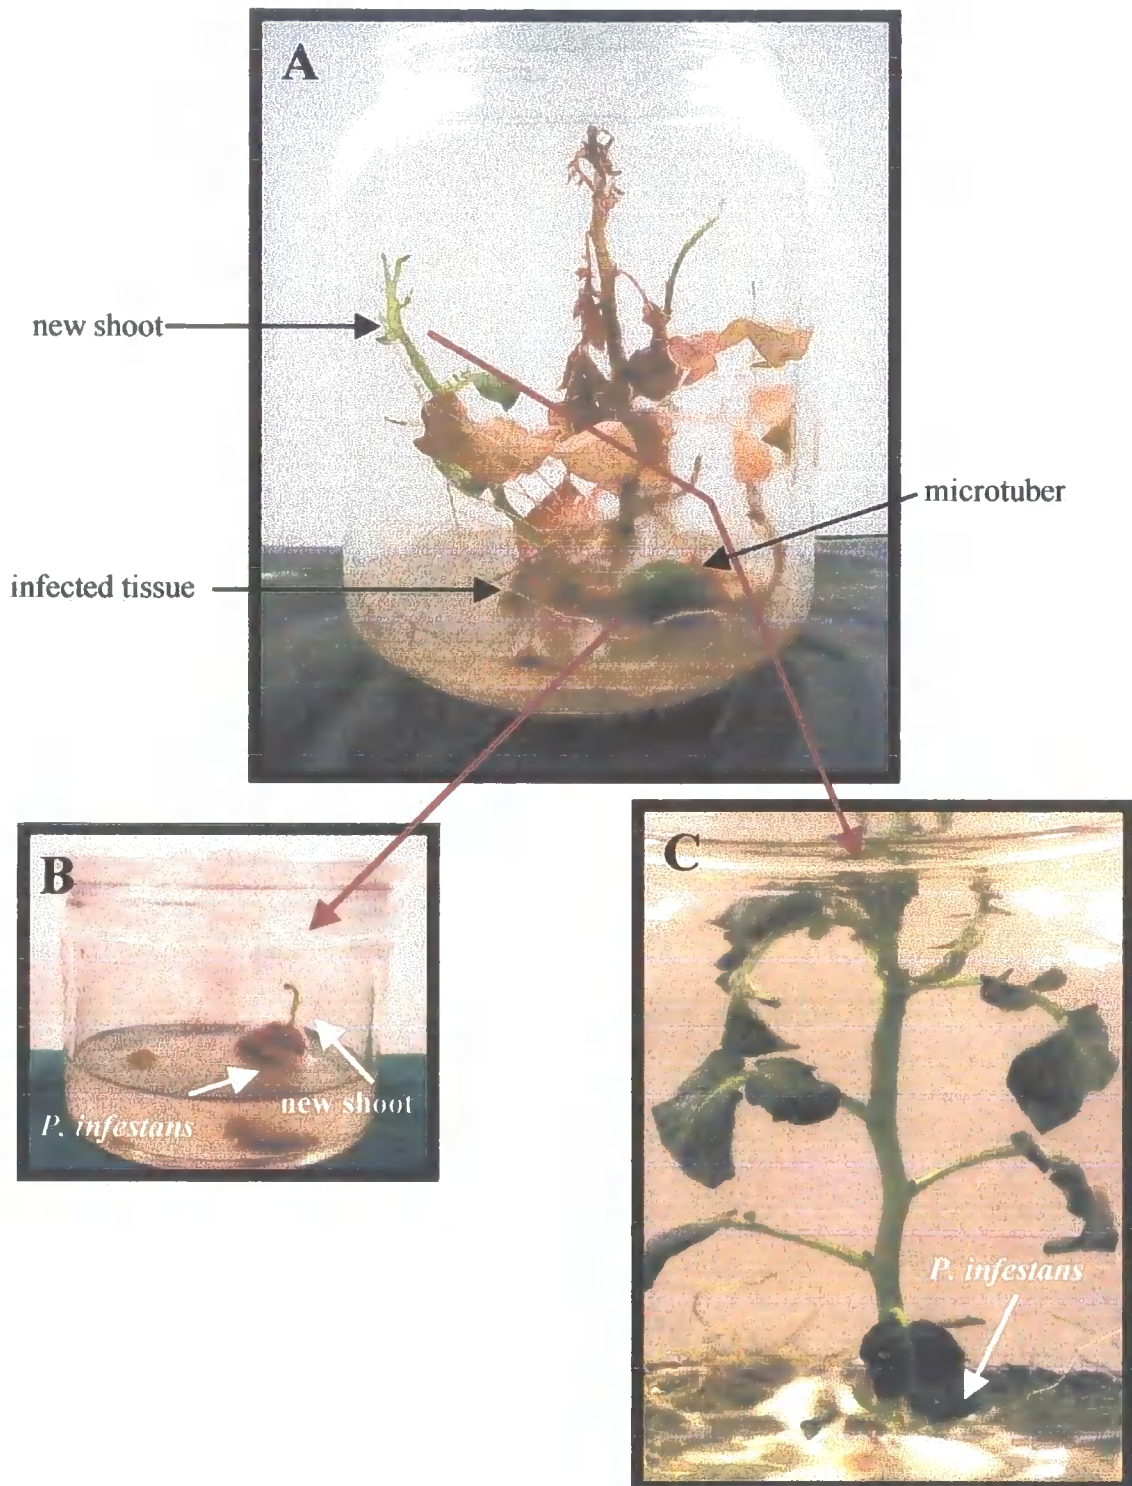 A
new shoot
microtuber
infected tissue
B
new shoot
P. infestans
C
P. infestans